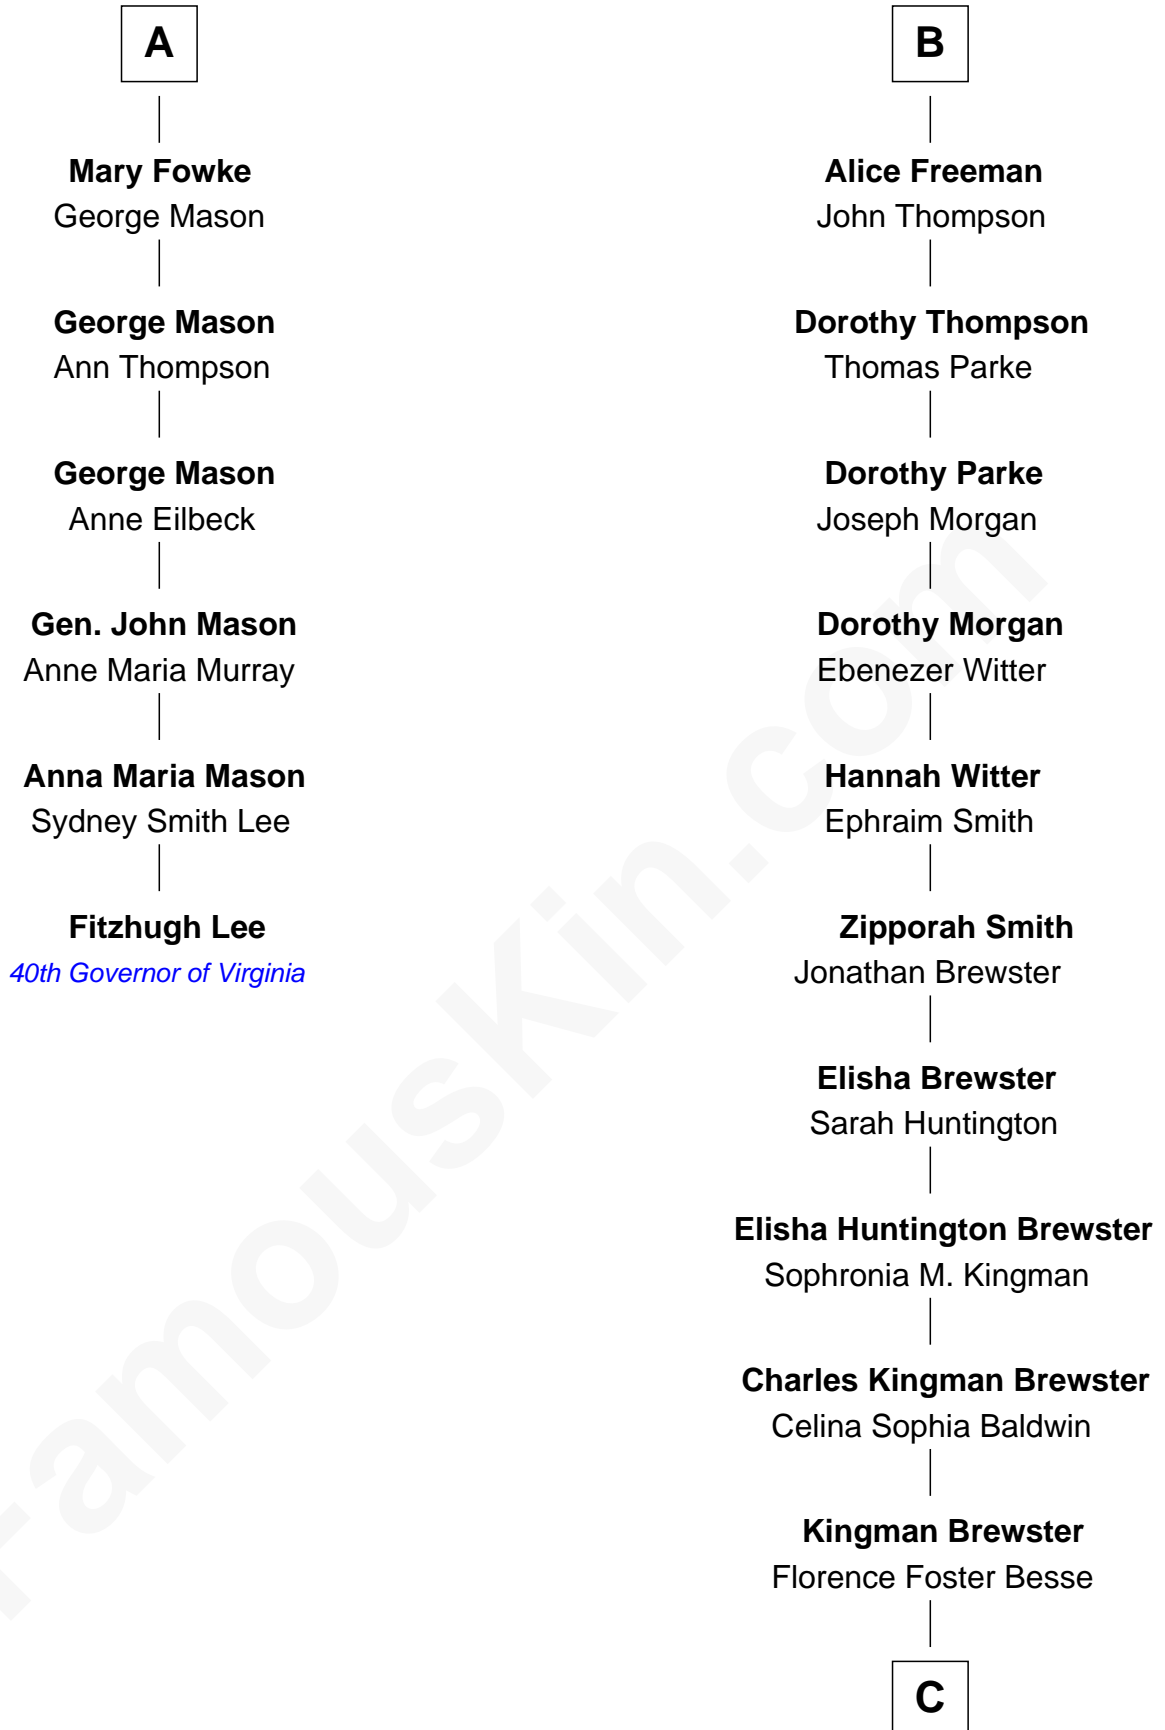 A
Mary Fowke
George Mason
George Mason
Ann Thompson
George Mason
Anne Eilbeck
Gen. John Mason
Anne Maria Murray
Anna Maria Mason
Sydney Smith Lee
Fitzhugh Lee
40th Governor of Virginia
B
Alice Freeman
John Thompson
Dorothy Thompson
Thomas Parke
Dorothy Parke
Joseph Morgan
Dorothy Morgan
Ebenezer Witter
Hannah Witter
Ephraim Smith
Zipporah Smith
Jonathan Brewster
Elisha Brewster
Sarah Huntington
Elisha Huntington Brewster
Sophronia M. Kingman
Charles Kingman Brewster
Celina Sophia Baldwin
Kingman Brewster
Florence Foster Besse
C
FamousKin.com